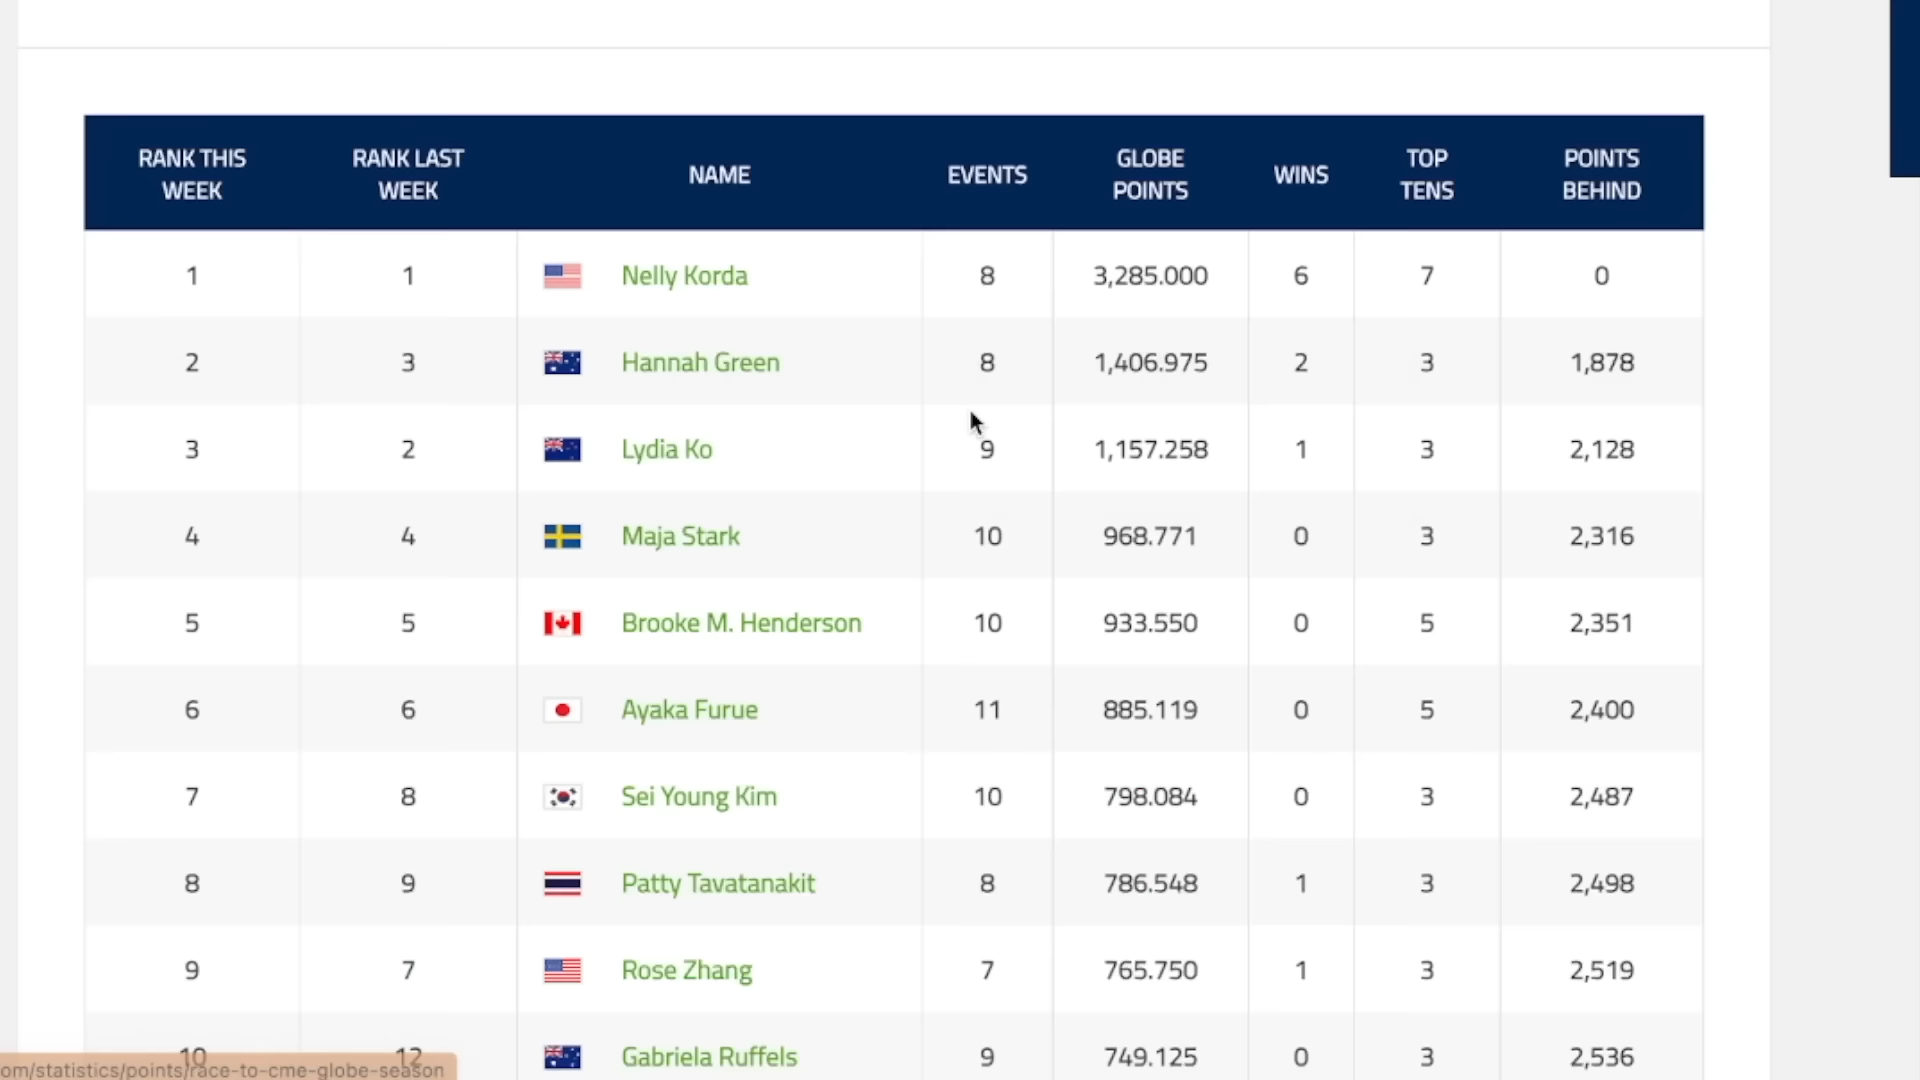 RANK THIS WEEK RANK LAST WEEK NAME EVENTS GLOBE POINTS WINS TOP TENS POINTS BEHIND
1 1 Nelly Korda 8 3,285.000 6 7 0
2 3 Hannah Green 8 1,406.975 2 3 1,878
3 2 Lydia Ko 9 1,157.258 1 3 2,128
4 4 Maja Stark 10 968.771 0 3 2,316
5 5 Brooke M. Henderson 10 933.550 0 5 2,351
6 6 Ayaka Furue 11 885.119 0 5 2,400
7 8 Sei Young Kim 10 798.084 0 3 2,487
8 9 Patty Tavatanakit 8 786.548 1 3 2,498
9 7 Rose Zhang 7 765.750 1 3 2,519
10 12 Gabriela Ruffels 9 749.125 0 3 2,536
om/statistics/points/race-to-cme-globe-season